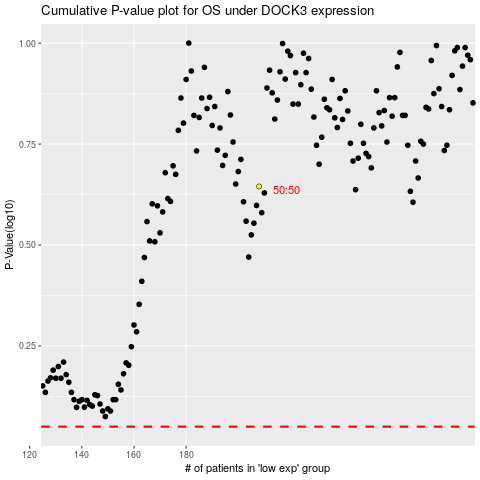 Cumulative P-value plot for OS under DOCK3 expression
P-Value(log10)
1.00
0.75
0.50
0.25
50:50
120 140 160 180
# of patients in 'low exp' group